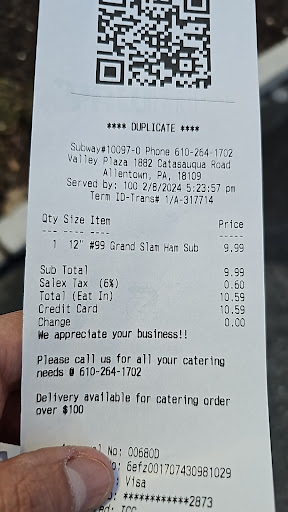 **** DUPLICATE ****
Subway#10097-0 Phone 610-264-1702
Valley Plaza 1882 Catasauqua Road
Allentown, PA, 18109
Served by: 100 2/8/2024 5:23:57 pm
Term ID-Trans# 1/A-317714
Qty Size Item Price
--- ---- ---- -----
1 12" #99 Grand Slam Ham Sub 9.99
Sub Total 9.99
Salex Tax (6%) 0.60
Total (Eat In) 10.59
Credit Card 10.59
Change 0.00
We appreciate your business!!
Please call us for all your catering
needs @ 610-264-1702
Delivery available for catering order
over $100
No: 00680D
6efz001707430981029
Visa
************2873